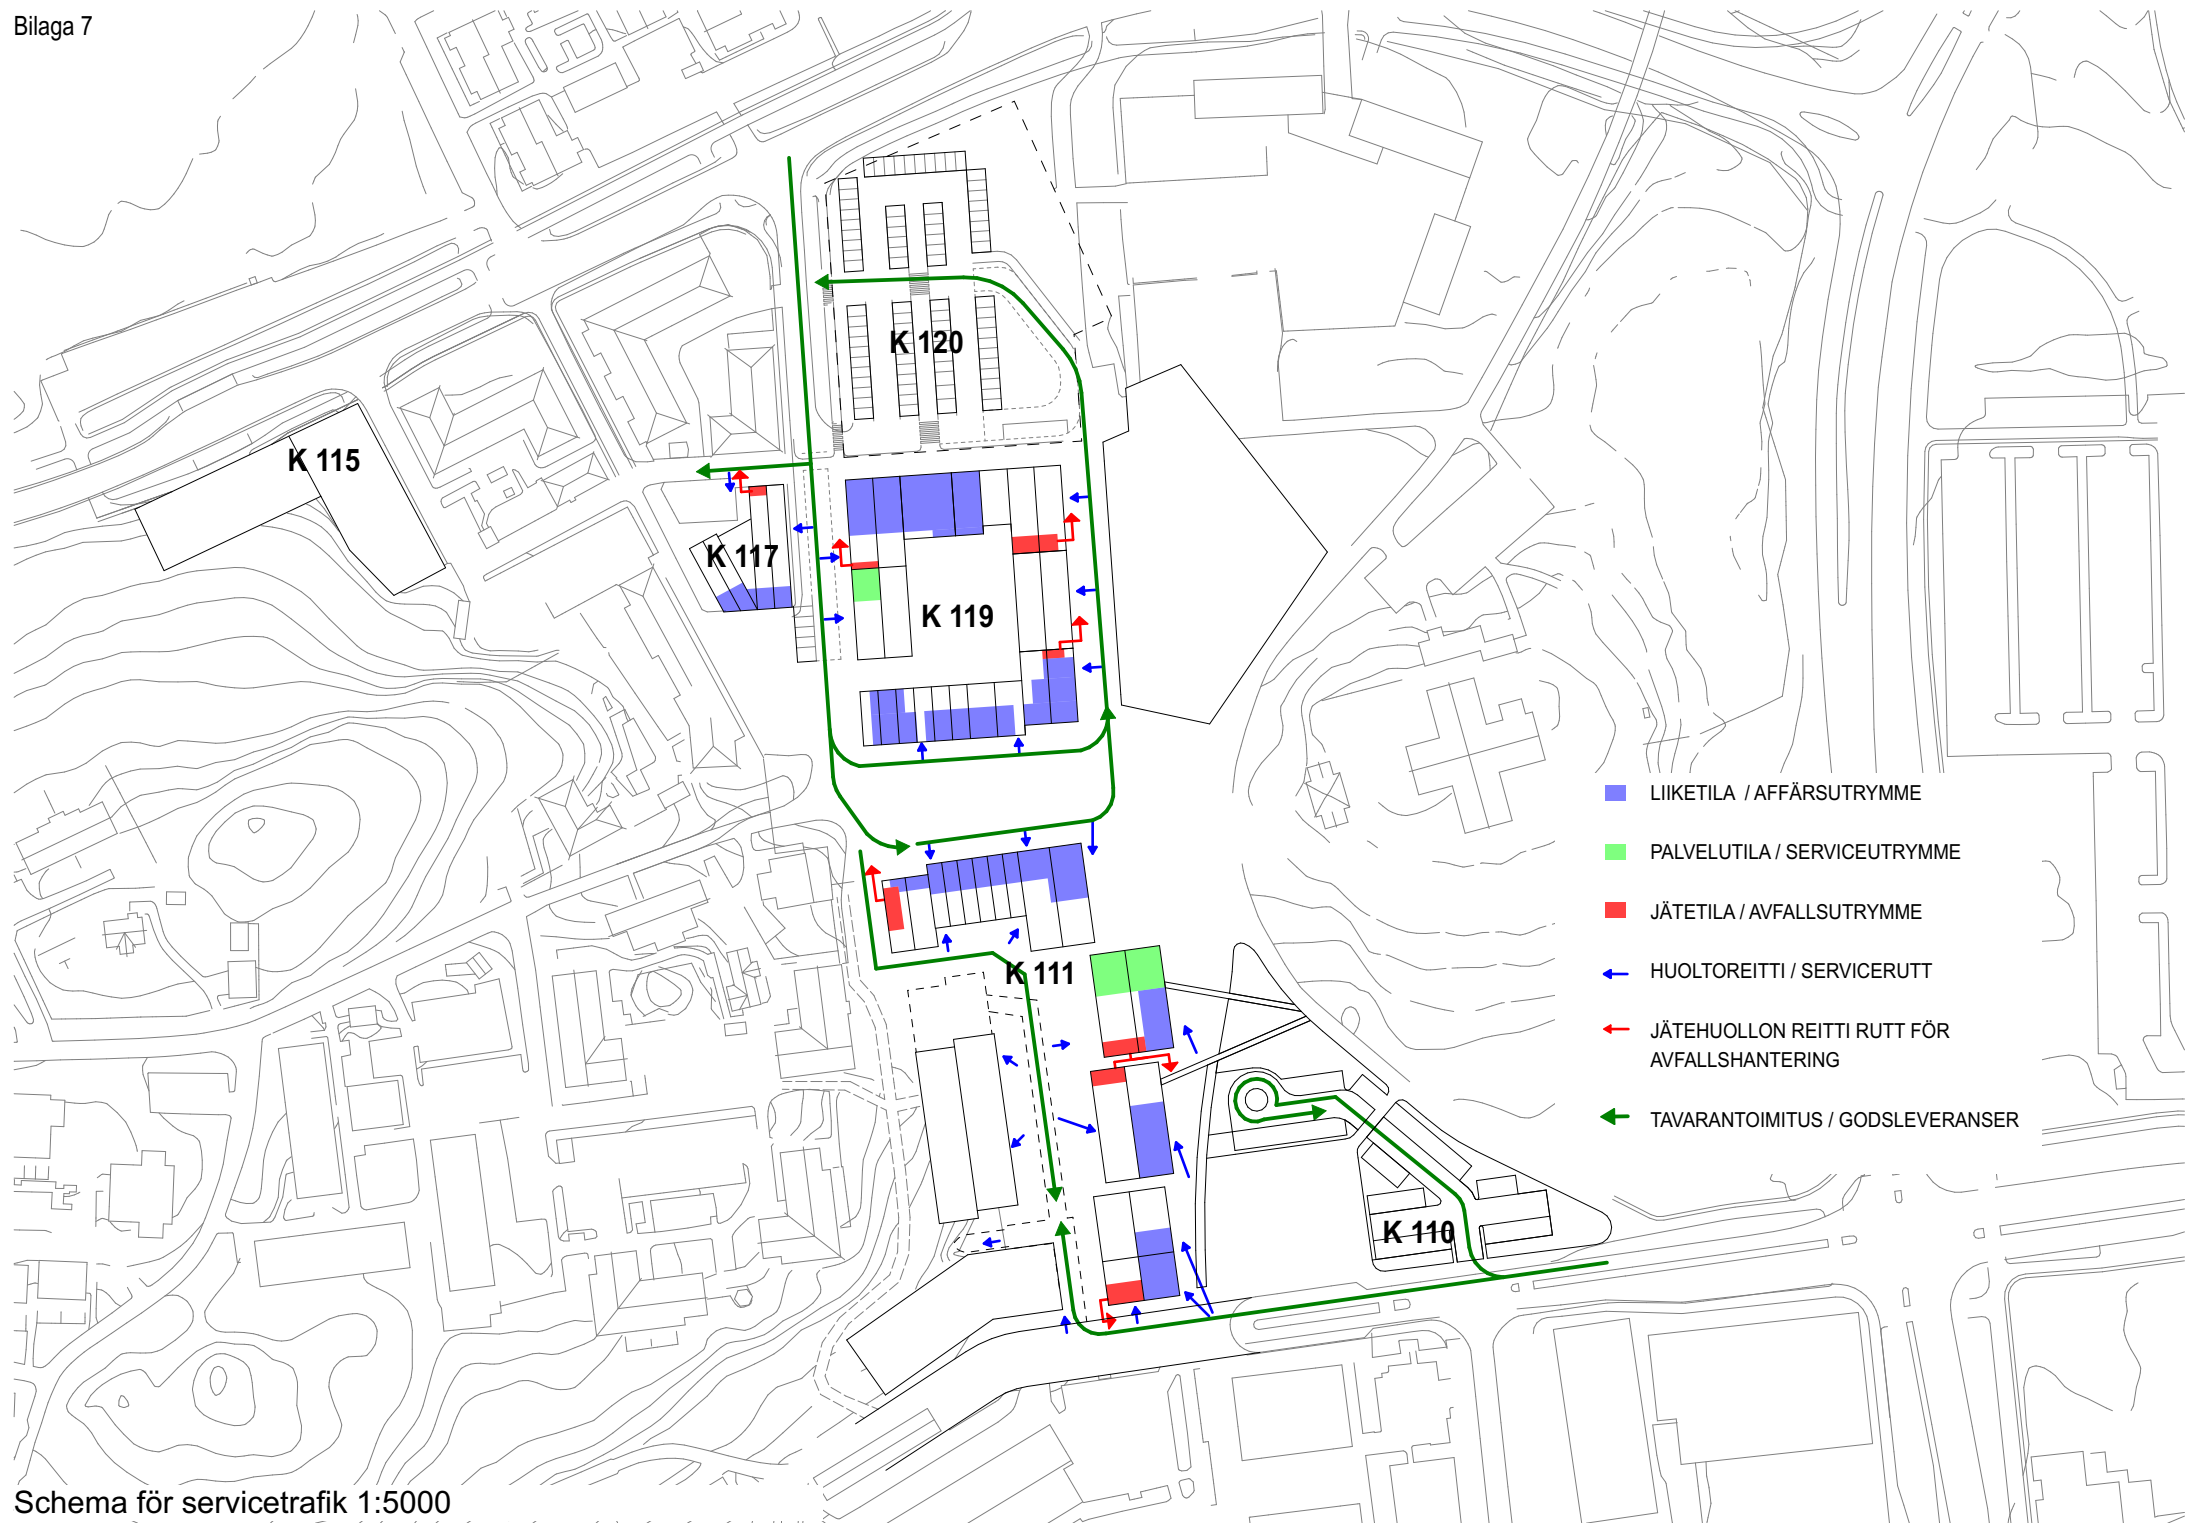 Bilaga 7
K 120
K 115
K 117
K 119
K 111
K 110
LIIKETILA / AFFÄRSUTRYMME
PALVELUTILA / SERVICEUTRYMME
JÄTETILA / AVFALLSUTRYMME
HUOLTOREITTI / SERVICERUTT
JÄTEHUOLLON REITTI RUTT FÖR
AVFALLSHANTERING
TAVARANTOIMITUS / GODSLEVERANSER
Schema för servicetrafik 1:5000